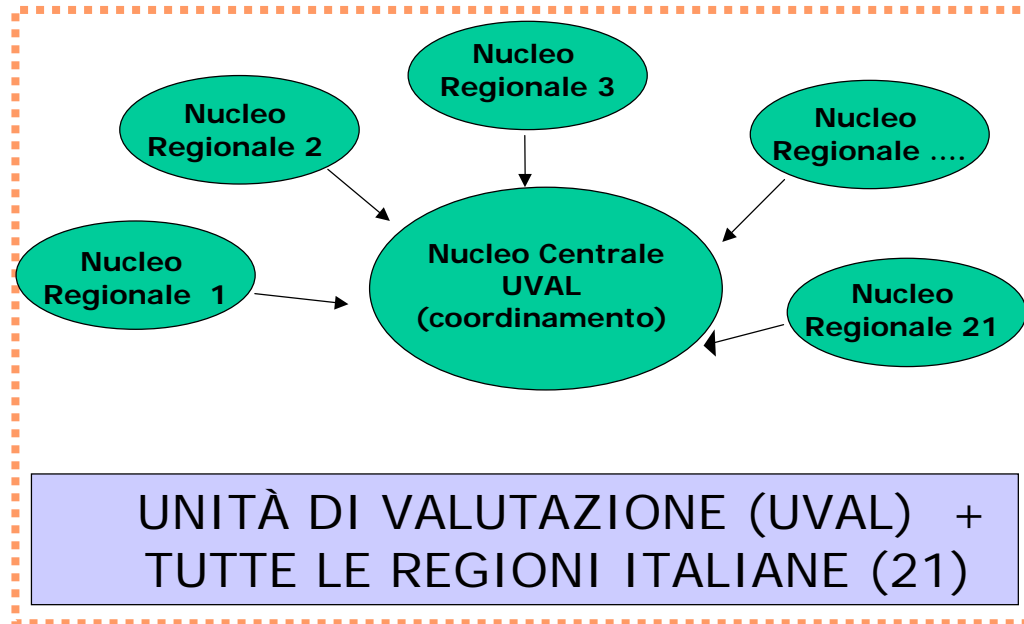 Nucleo
Regionale 3
Nucleo
Regionale 2
Nucleo
Regionale ....
Nucleo
Regionale 1
Nucleo Centrale
UVAL
(coordinamento)
Nucleo
Regionale 21
UNITÀ DI VALUTAZIONE (UVAL) +
TUTTE LE REGIONI ITALIANE (21)